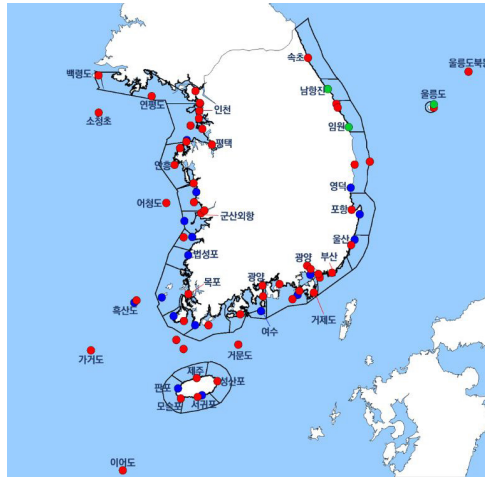 속초
울릉도북동
백령도
남항진
울릉도
연평도
인천
소청초
임원
평택
안흥
영덕
어청도
군산외항
포항
울산
법성포
광양
부산
목포
광양
흑산도
거제도
여수
거문도
가거도
제주
성산포
판포
모슬포
서귀포
이어도